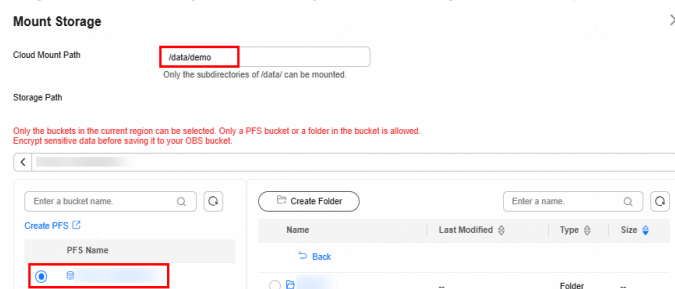 Mount Storage
Cloud Mount Path
/data/demo
Only the subdirectories of /data/ can be mounted.
Storage Path
Only the buckets in the current region can be selected. Only a PFS bucket or a folder in the bucket is allowed.
Encrypt sensitive data before saving it to your OBS bucket.
Enter a bucket name.
Create Folder
Enter a name.
Create PFS
Name Last Modified Type Size
PFS Name
Back
-- Folder --